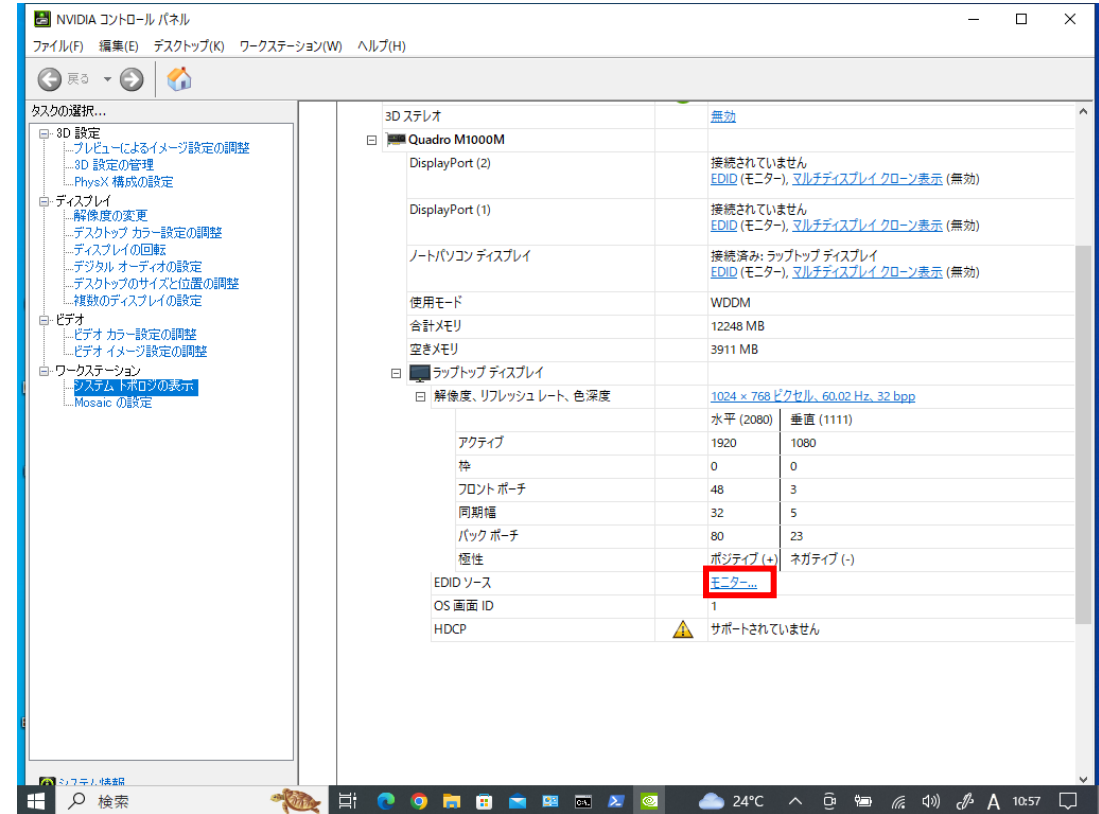 NVIDIA コントロール パネル
ファイル(F) 編集(E) デスクトップ(K) ワークステーション(W) ヘルプ(H)
戻る
タスクの選択...
3D 設定
プレビューによるイメージ設定の調整
3D 設定の管理
PhysX 構成の設定
ディスプレイ
解像度の変更
デスクトップ カラー設定の調整
ディスプレイの回転
デジタル オーディオの設定
デスクトップのサイズと位置の調整
複数のディスプレイの設定
ビデオ
ビデオ カラー設定の調整
ビデオ イメージ設定の調整
ワークステーション
システム トポロジの表示
Mosaic の設定
システム情報
3D ステレオ 無効
Quadro M1000M
DisplayPort (2) 接続されていません
EDID (モニター), マルチディスプレイ クローン表示 (無効)
DisplayPort (1) 接続されていません
EDID (モニター), マルチディスプレイ クローン表示 (無効)
ノートパソコン ディスプレイ 接続済み: ラップトップ ディスプレイ
EDID (モニター), マルチディスプレイ クローン表示 (無効)
使用モード WDDM
合計メモリ 12248 MB
空きメモリ 3911 MB
ラップトップ ディスプレイ
解像度、リフレッシュ レート、色深度 1024 × 768 ピクセル、60.02 Hz、32 bpp
水平 (2080) 垂直 (1111)
アクティブ 1920 1080
枠 0 0
フロント ポーチ 48 3
同期幅 32 5
バック ポーチ 80 23
極性 ポジティブ (+) ネガティブ (-)
EDID ソース モニター...
OS 画面 ID 1
HDCP サポートされていません
検索 24°C A 10:57